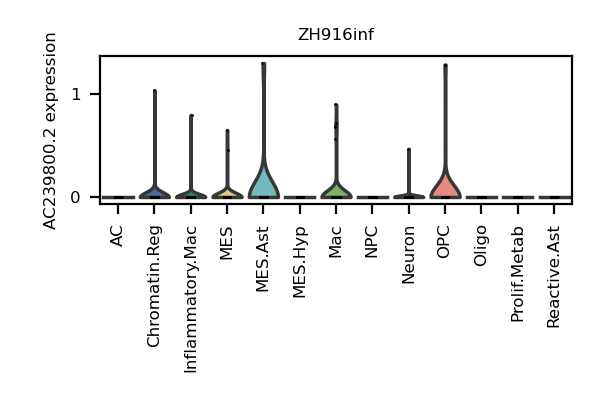 ZH916inf
AC239800.2 expression
1
0
AC
Chromatin.Reg
Inflammatory.Mac
MES
MES.Ast
MES.Hyp
Mac
NPC
Neuron
OPC
Oligo
Prolif.Metab
Reactive.Ast